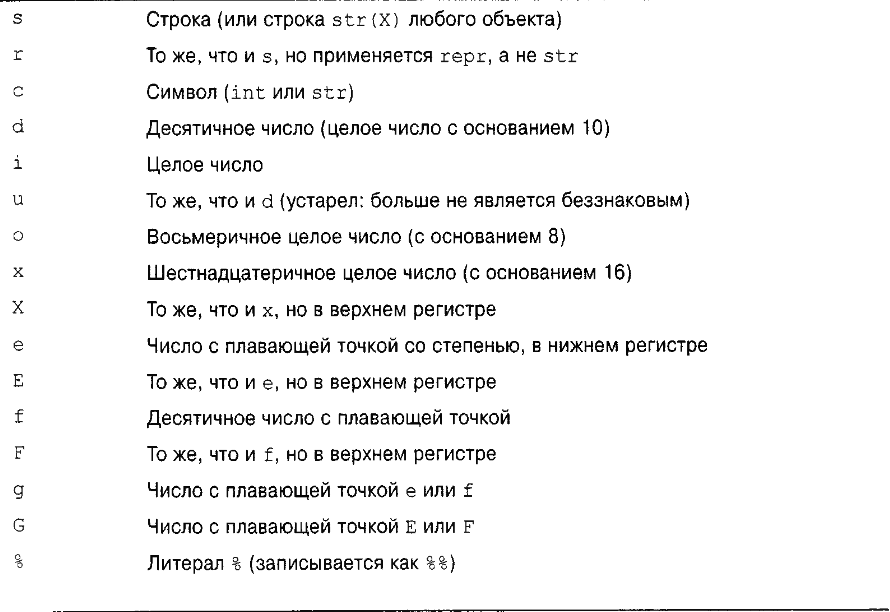 s Строка (или строка str(X) любого объекта)
r То же, что и s, но применяется repr, а не str
c Символ (int или str)
d Десятичное число (целое число с основанием 10)
i Целое число
u То же, что и d (устарел: больше не является беззнаковым)
o Восьмеричное целое число (с основанием 8)
x Шестнадцатеричное целое число (с основанием 16)
X То же, что и x, но в верхнем регистре
e Число с плавающей точкой со степенью, в нижнем регистре
E То же, что и e, но в верхнем регистре
f Десятичное число с плавающей точкой
F То же, что и f, но в верхнем регистре
g Число с плавающей точкой e или f
G Число с плавающей точкой E или F
% Литерал % (записывается как %%)